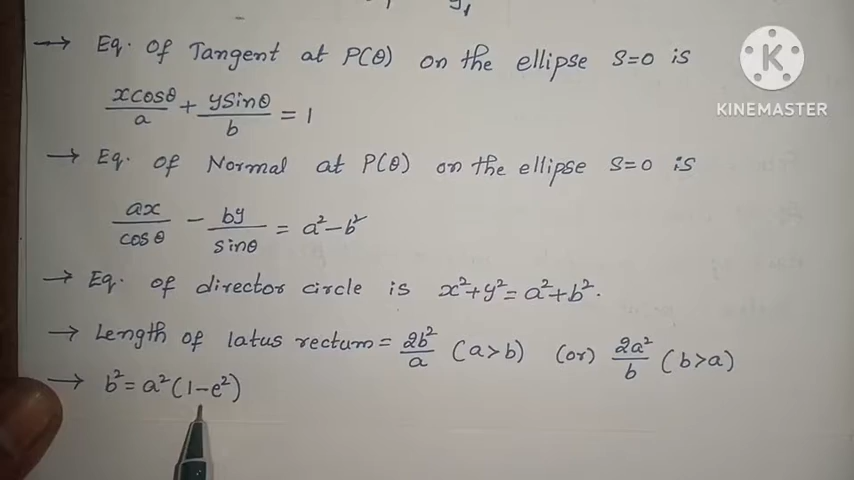 y₁
→ Eq. of Tangent at P(θ) on the ellipse S=0 is
xcosθ/a + ysinθ/b = 1
→ Eq. of Normal at P(θ) on the ellipse S=0 is
ax/cosθ - by/sinθ = a²-b²
→ Eq. of director circle is x²+y²=a²+b².
→ Length of latus rectum = 2b²/a (a>b) (or) 2a²/b (b>a)
→ b² = a²(1-e²)
K
KINEMASTER